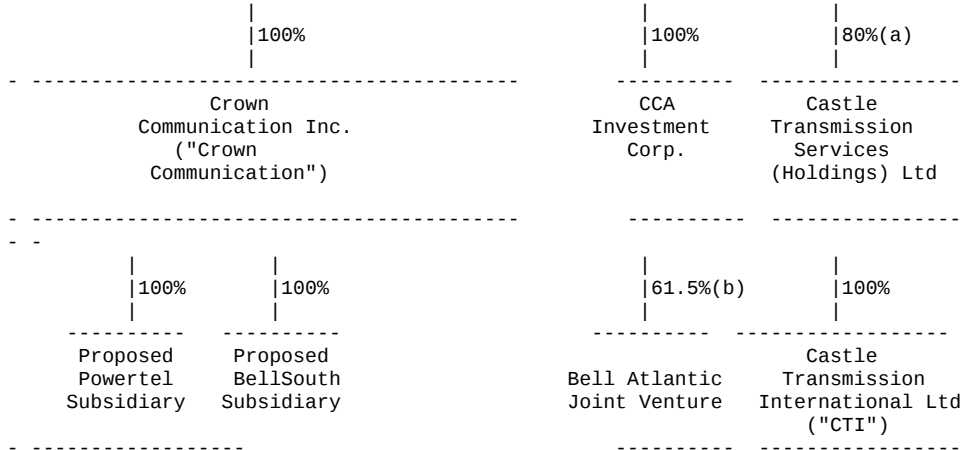 |                                 |                |
|100%                             |100%            |80%(a)
|                                 |                |
- -----------------------------------------        ----------  -----------------
Crown                                  CCA             Castle
Communication Inc.                    Investment       Transmission
("Crown                               Corp.           Services
Communication")                                      (Holdings) Ltd
- -----------------------------------------         ----------  ----------------
- -
|            |                               |                |
|100%        |100%                           |61.5%(b)        |100%
|            |                               |                |
----------   ----------                      ----------  ------------------
Proposed     Proposed                                          Castle
Powertel     BellSouth                   Bell Atlantic     Transmission
Subsidiary   Subsidiary                  Joint Venture   International Ltd
("CTI")
- ------------------                               ----------  -----------------